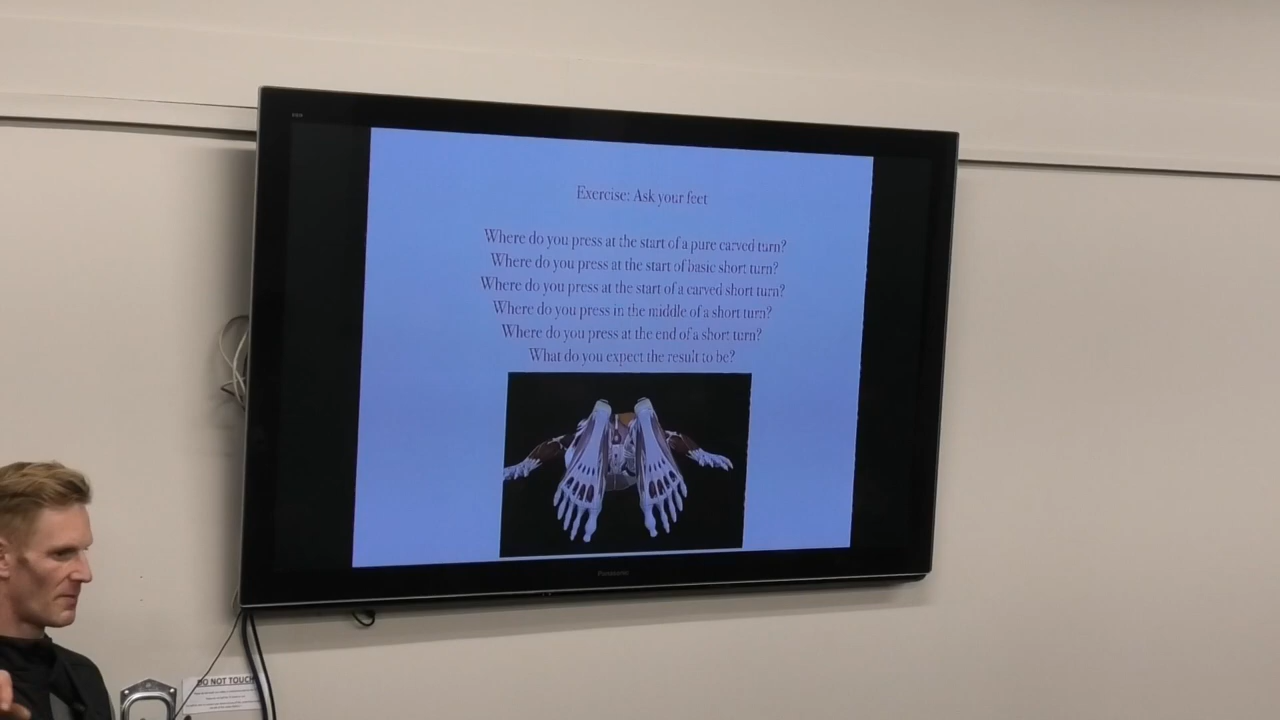 Exercise: Ask your feet
Where do you press at the start of a pure carved turn?
Where do you press at the start of basic short turn?
Where do you press at the start of a carved short turn?
Where do you press in the middle of a short turn?
Where do you press at the end of a short turn?
What do you expect the result to be?
Panasonic
DO NOT TOUCH